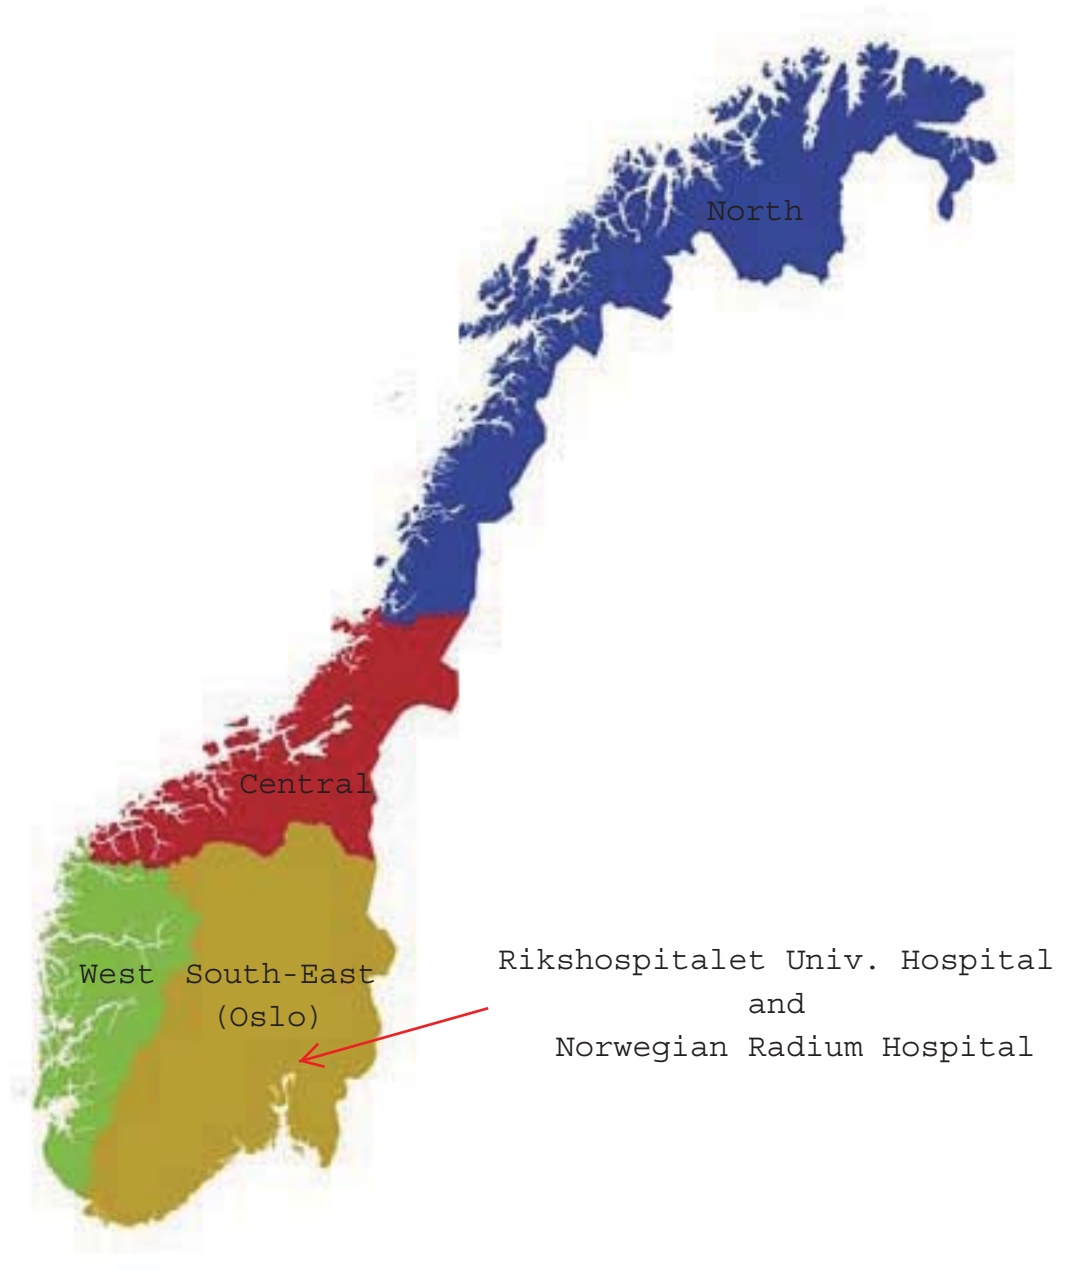 North
Central
West
South-East
(Oslo)
Rikshospitalet Univ. Hospital
and
Norwegian Radium Hospital